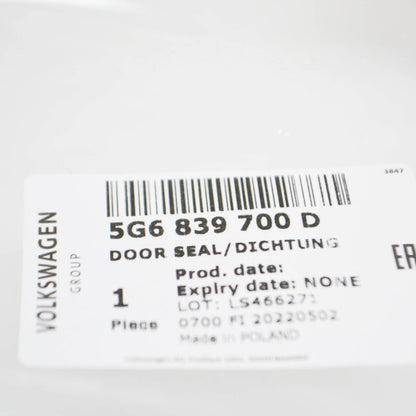 3847
5G6 839 700 D
DOOR SEAL/DICHTUNG
Prod. date:
Expiry date: NONE
LOT: LS466271
0700 FI 20220502
Made in POLAND
1
Piece
VOLKSWAGEN
GROUP